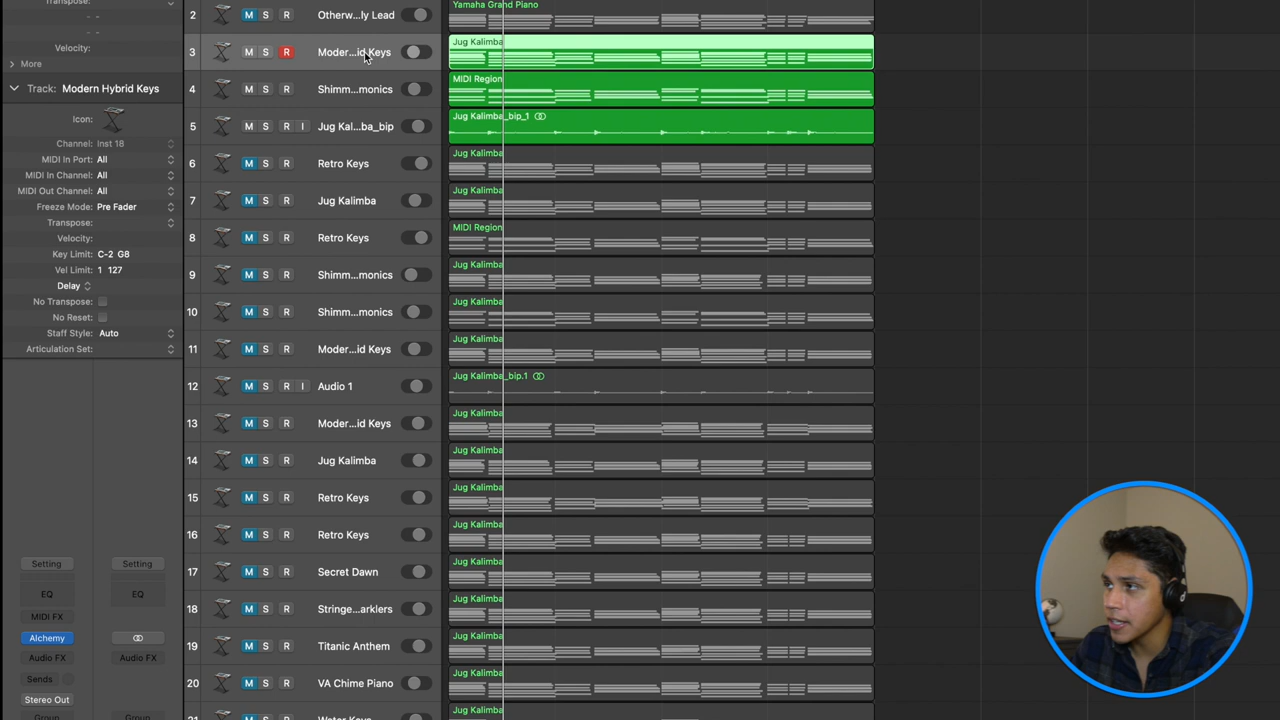 Transpose:
- -
Velocity:
More
Track: Modern Hybrid Keys
Icon:
Channel: Inst 18
MIDI In Port: All
MIDI In Channel: All
MIDI Out Channel: All
Freeze Mode: Pre Fader
Transpose:
Velocity:
Key Limit: C-2 G8
Vel Limit: 1 127
Delay
No Transpose:
No Reset:
Staff Style: Auto
Articulation Set:
Setting Setting
EQ EQ
MIDI FX
Alchemy
Audio FX Audio FX
Sends
Stereo Out
Group Group
2 M S R Otherw...ly Lead Yamaha Grand Piano
3 M S R Moder...id Keys Jug Kalimba
4 M S R Shimm...monics MIDI Region
5 M S R I Jug Kal...ba_bip Jug Kalimba_bip_1
6 M S R Retro Keys Jug Kalimba
7 M S R Jug Kalimba Jug Kalimba
8 M S R Retro Keys MIDI Region
9 M S R Shimm...monics Jug Kalimba
10 M S R Shimm...monics Jug Kalimba
11 M S R Moder...id Keys Jug Kalimba
12 M S R I Audio 1 Jug Kalimba_bip.1
13 M S R Moder...id Keys Jug Kalimba
14 M S R Jug Kalimba Jug Kalimba
15 M S R Retro Keys Jug Kalimba
16 M S R Retro Keys Jug Kalimba
17 M S R Secret Dawn Jug Kalimba
18 M S R Stringe...arklers Jug Kalimba
19 M S R Titanic Anthem Jug Kalimba
20 M S R VA Chime Piano Jug Kalimba
21 M S R Water Keys Jug Kalimba